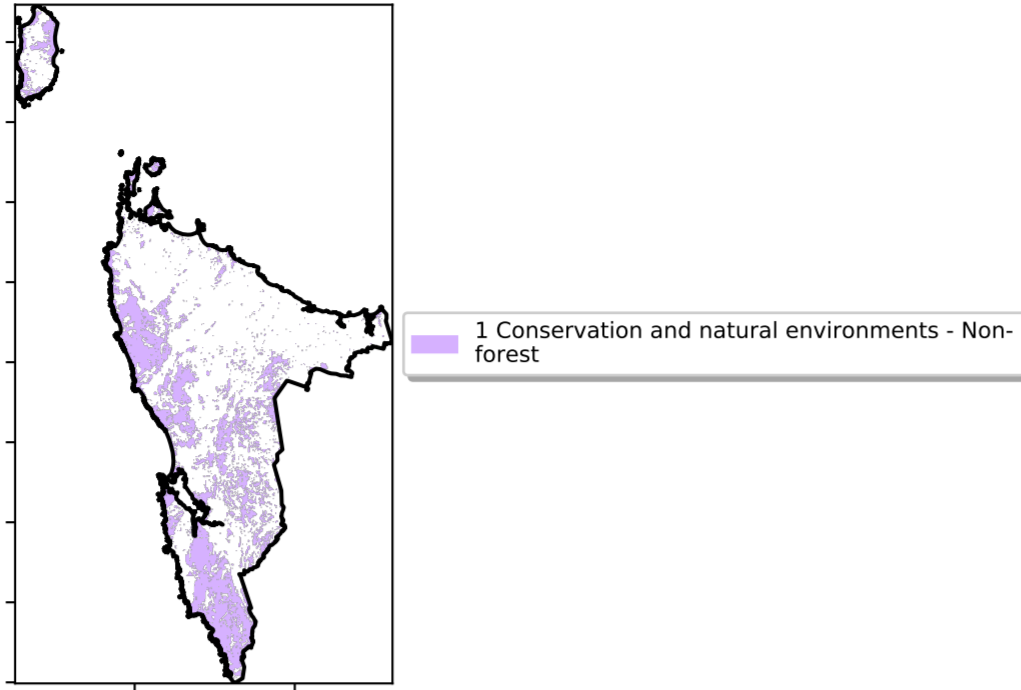 1 Conservation and natural environments - Non-
forest